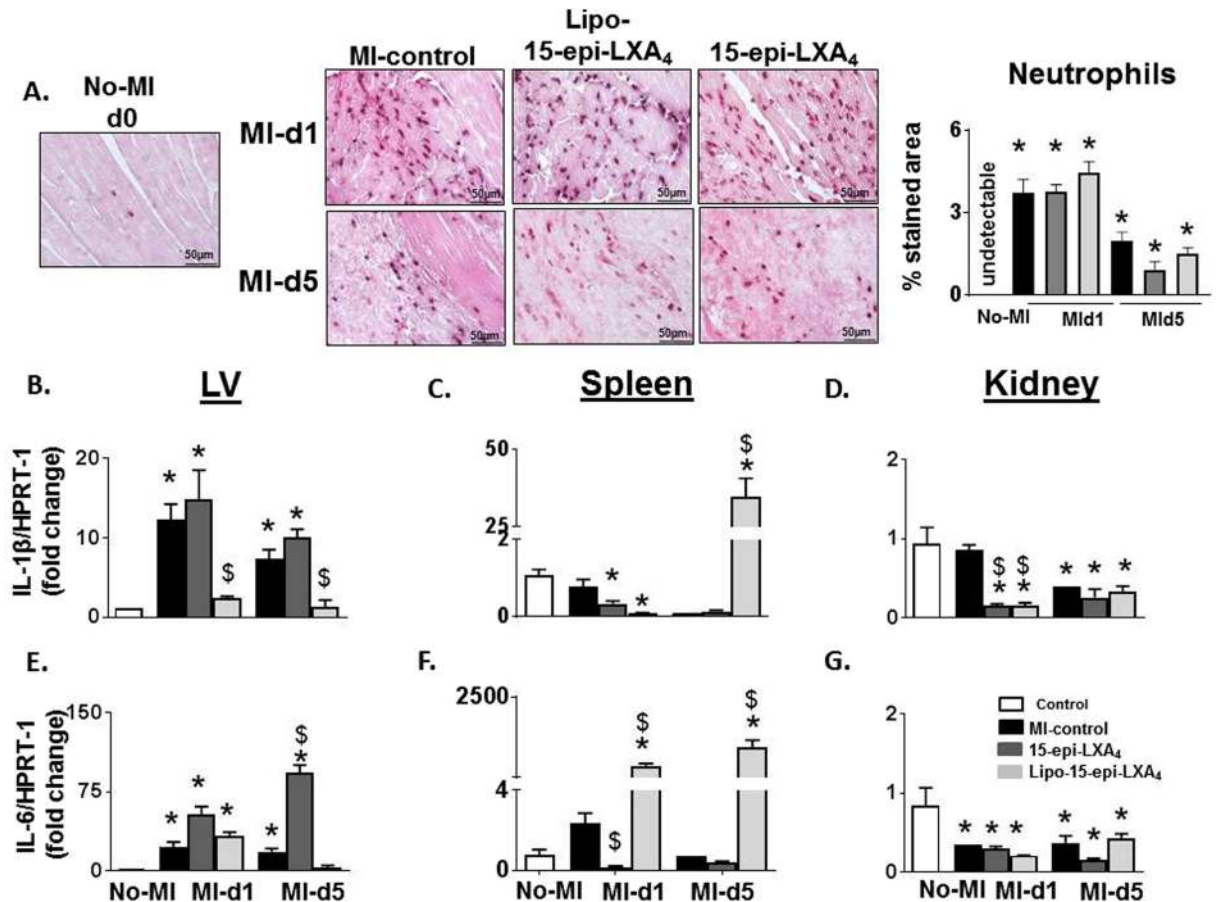 A.
No-MI
d0
50µm
MI-control
Lipo-
15-epi-LXA₄
15-epi-LXA₄
MI-d1
50µm
50µm
50µm
MI-d5
50µm
50µm
50µm
Neutrophils
% stained area
6
3
0
undetectable
*
*
*
*
*
*
No-MI
MId1
MId5
B.
LV
IL-1β/HPRT-1
(fold change)
20
10
0
*
*
$
*
*
$
C.
Spleen
50
25
2
0
*
*
$
*
D.
Kidney
2
1
0
$ $
* *
* * *
E.
IL-6/HPRT-1
(fold change)
150
75
0
*
*
*
*
$
*
No-MI MI-d1 MI-d5
F.
2500
4
0
$
$
*
$
*
No-MI MI-d1 MI-d5
G.
2
1
0
Control
MI-control
15-epi-LXA₄
Lipo-15-epi-LXA₄
* * *
* * *
No-MI MI-d1 MI-d5